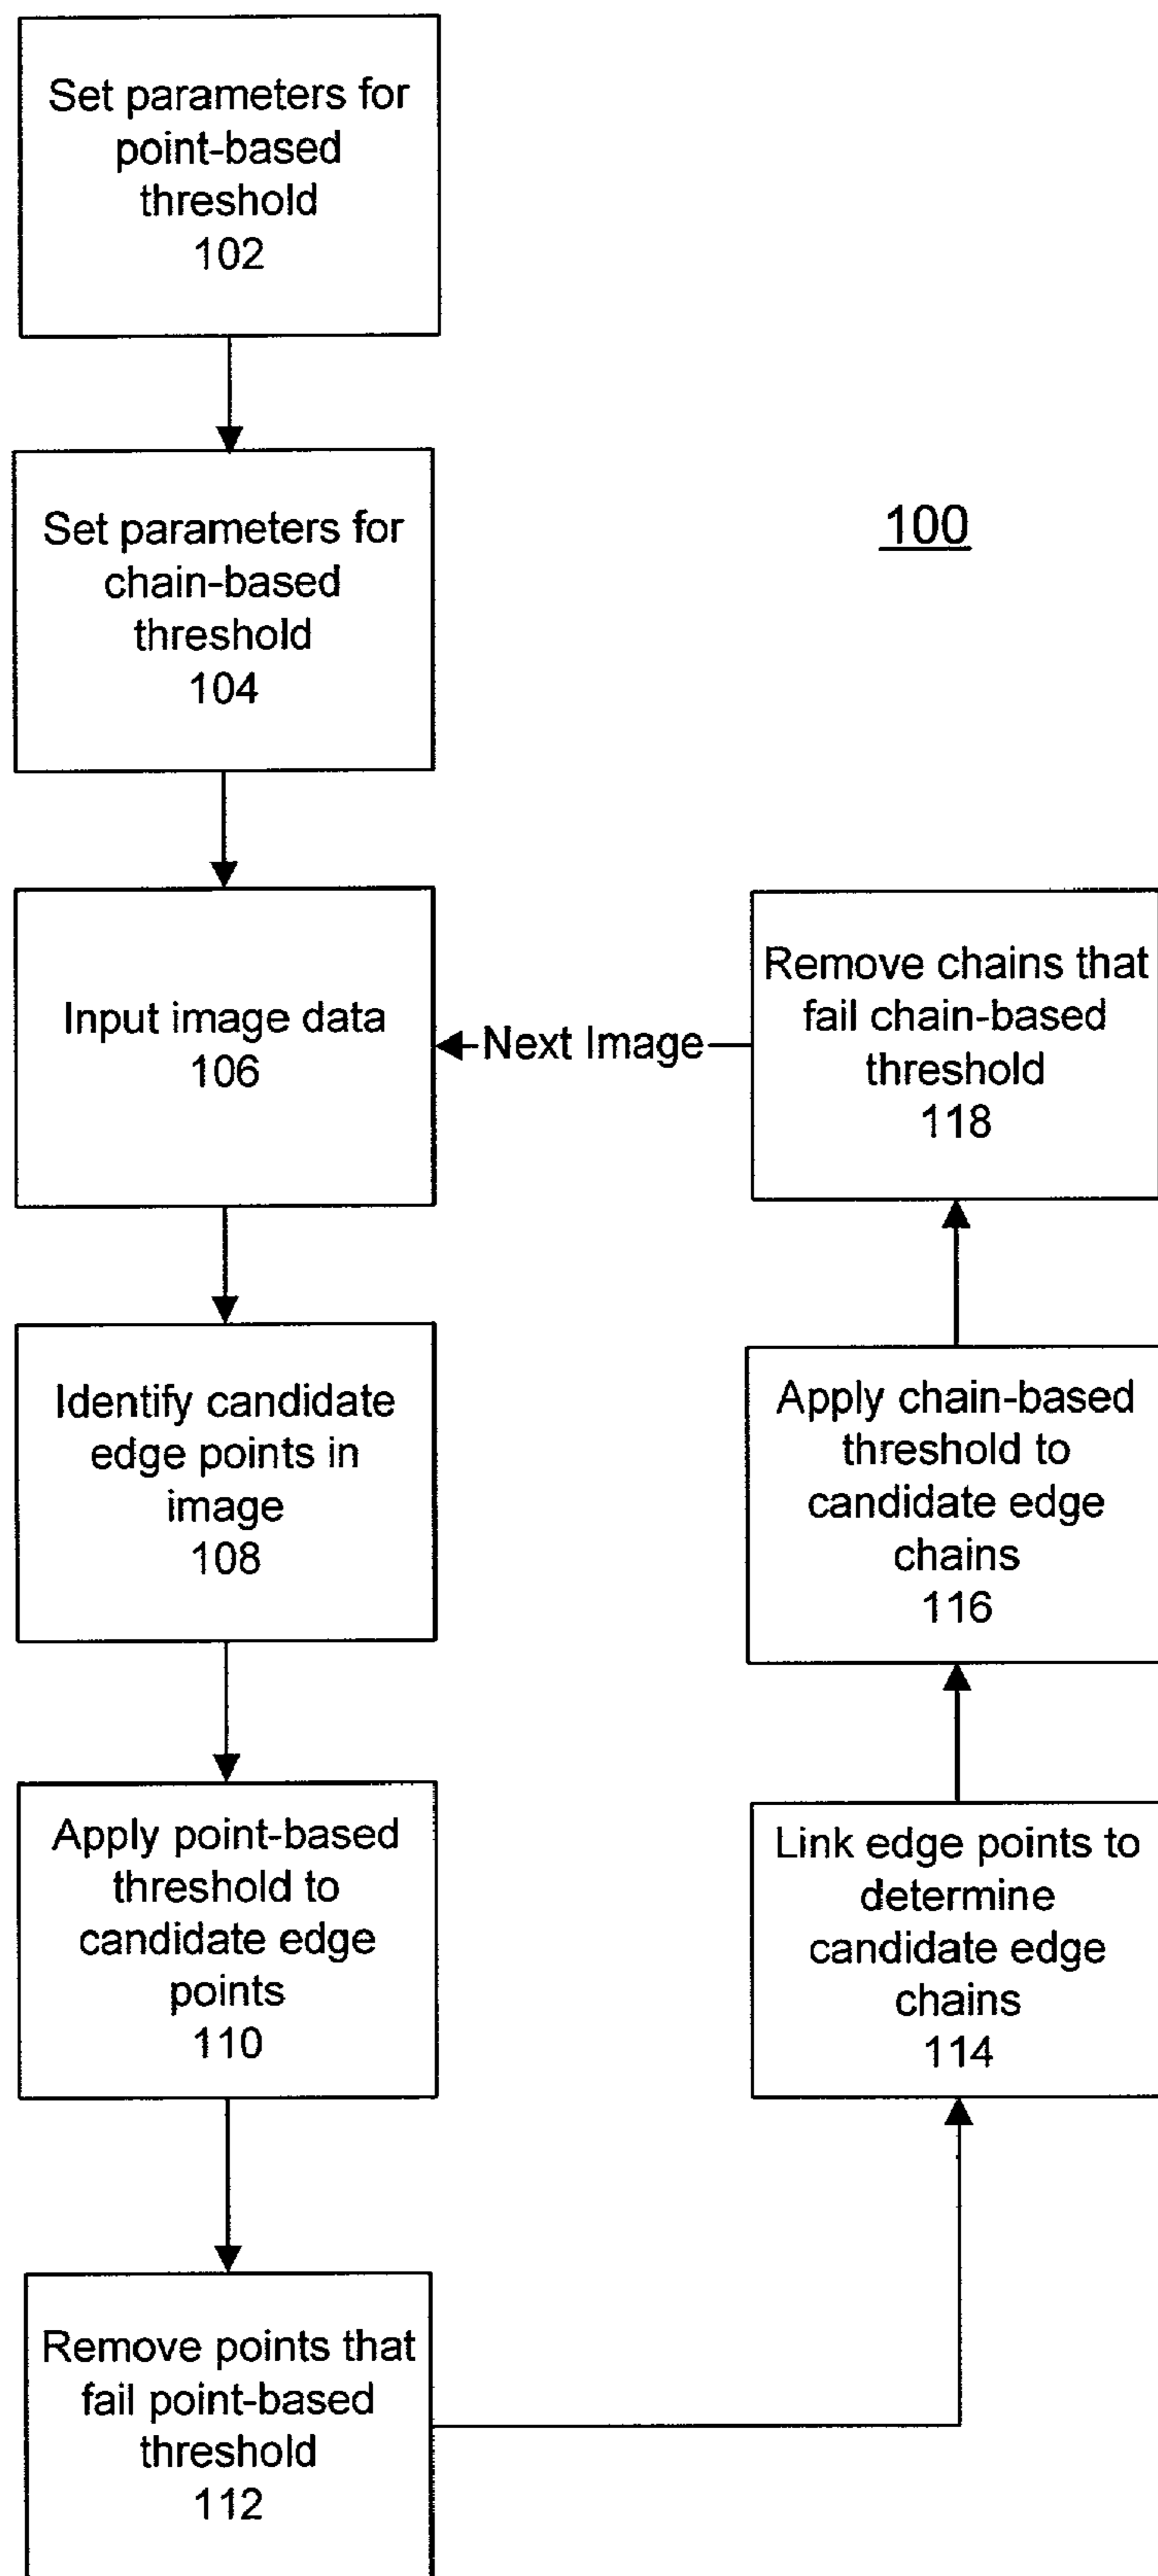 Set parameters for
point-based
threshold
102
Set parameters for
chain-based
threshold
104
100
Input image data
106
Next Image
Remove chains that
fail chain-based
threshold
118
Identify candidate
edge points in
image
108
Apply chain-based
threshold to
candidate edge
chains
116
Apply point-based
threshold to
candidate edge
points
110
Link edge points to
determine
candidate edge
chains
114
Remove points that
fail point-based
threshold
112